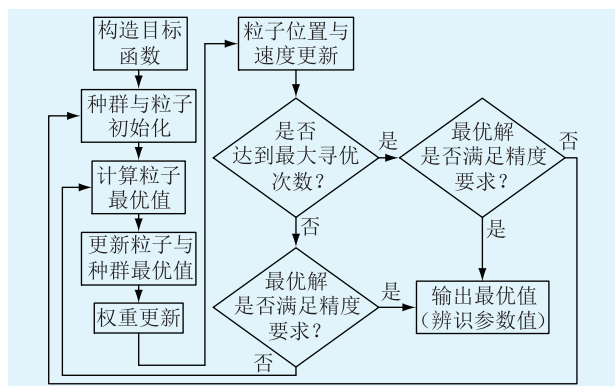 构造目标
函数
种群与粒子
初始化
计算粒子
最优值
更新粒子与
种群最优值
权重更新
粒子位置与
速度更新
是否
达到最大寻优
次数？
是
否
最优解
是否满足精度
要求？
否
是
最优解
是否满足精度
要求？
是
否
输出最优值
（辨识参数值）